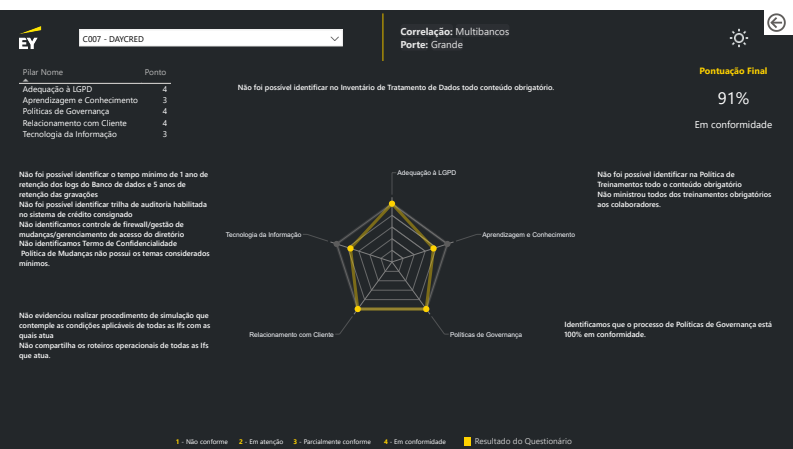 EY
C007 - DAYCRED
Correlação: Multibancos
Porte: Grande
Pilar Nome Ponto
Adequação à LGPD 4
Aprendizagem e Conhecimento 3
Políticas de Governança 4
Relacionamento com Cliente 4
Tecnologia da Informação 3
Não foi possível identificar no Inventário de Tratamento de Dados todo conteúdo obrigatório.
Pontuação Final
91%
Em conformidade
Não foi possível identificar o tempo mínimo de 1 ano de
retenção dos logs do Banco de dados e 5 anos de
retenção das gravações
Não foi possível identificar trilha de auditoria habilitada
no sistema de crédito consignado
Não identificamos controle de firewall/gestão de
mudanças/gerenciamento de acesso do diretório
Não identificamos Termo de Confidencialidade
Política de Mudanças não possui os temas considerados
mínimos.
Adequação à LGPD
Tecnologia da Informação
Aprendizagem e Conhecimento
Relacionamento com Cliente
Políticas de Governança
Não foi possível identificar na Política de
Treinamentos todo o conteúdo obrigatório
Não ministrou todos dos treinamentos obrigatórios
aos colaboradores.
Não evidenciou realizar procedimento de simulação que
contemple as condições aplicáveis de todas as Ifs com as
quais atua
Não compartilha os roteiros operacionais de todas as Ifs
que atua.
Identificamos que o processo de Políticas de Governança está
100% em conformidade.
1 - Não conforme 2 - Em atenção 3 - Parcialmente conforme 4 - Em conformidade Resultado do Questionário